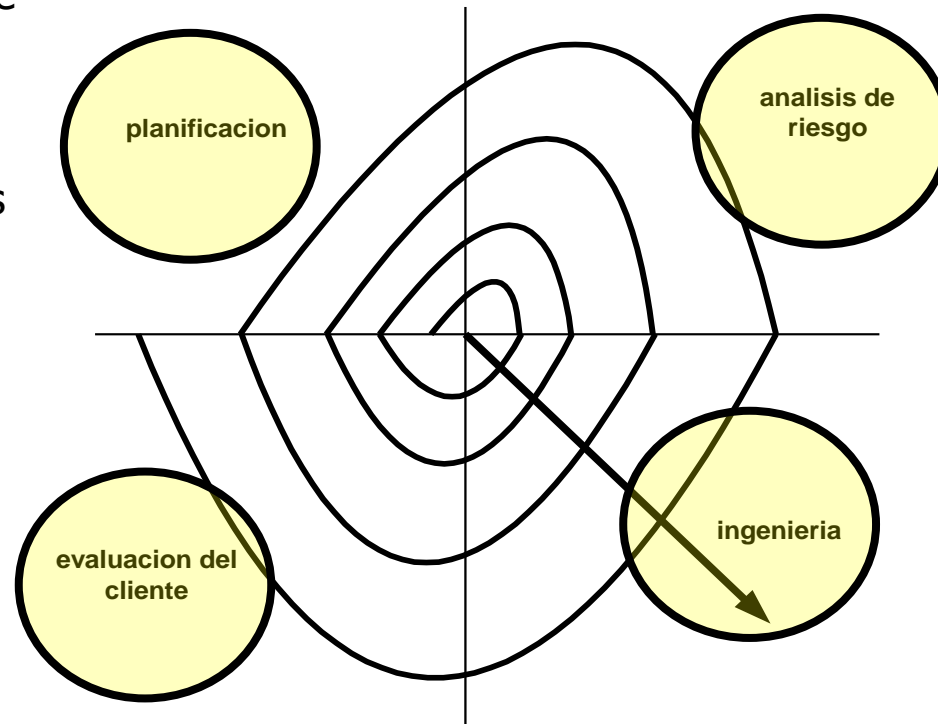 planificacion
analisis de
riesgo
s
evaluacion del
cliente
ingenieria